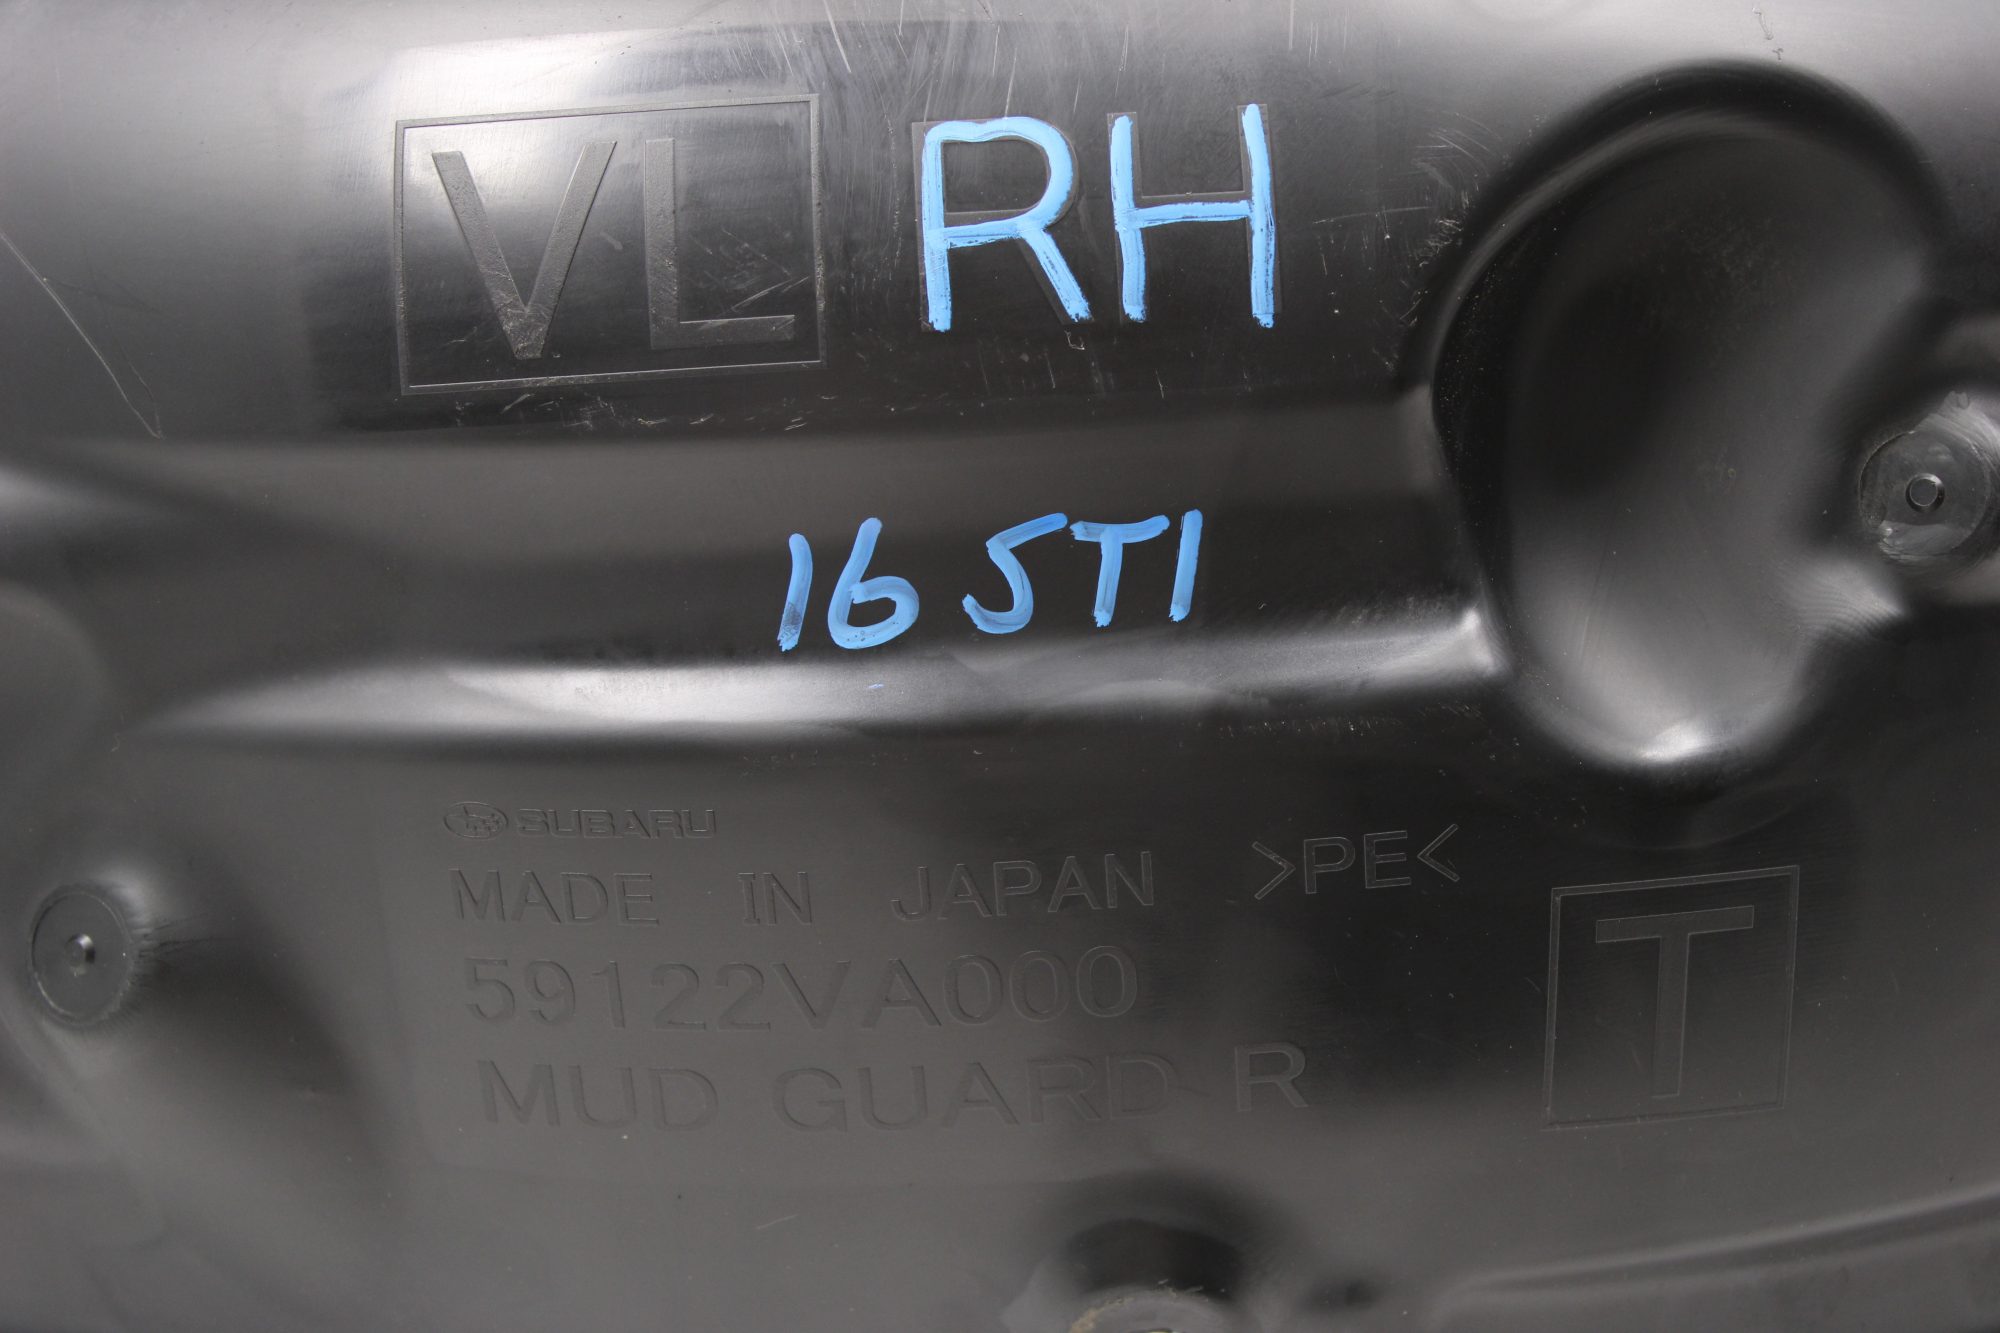 VL RH
16 STI
SUBARU
MADE IN JAPAN >PE<
59122VA000
MUD GUARD R
T